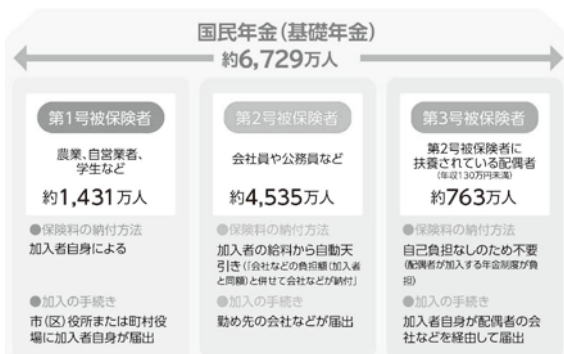 国民年金(基礎年金)
約6,729万人
第1号被保険者
農業、自営業者、
学生など
約1,431万人
●保険料の納付方法
加入者自身による
●加入の手続き
市(区)役所または町村役
場に加入者自身が届出
第2号被保険者
会社員や公務員など
約4,535万人
●保険料の納付方法
加入者の給料から自動天
引き(「会社などの負担額(加入者
と同額)と併せて会社などが納付」
●加入の手続き
勤め先の会社などが届出
第3号被保険者
第2号被保険者に
扶養されている配偶者
(年収130万円未満)
約763万人
●保険料の納付方法
自己負担なしのため不要
(配偶者が加入する年金制度が負
担)
●加入の手続き
加入者自身が配偶者の会
社などを経由して届出